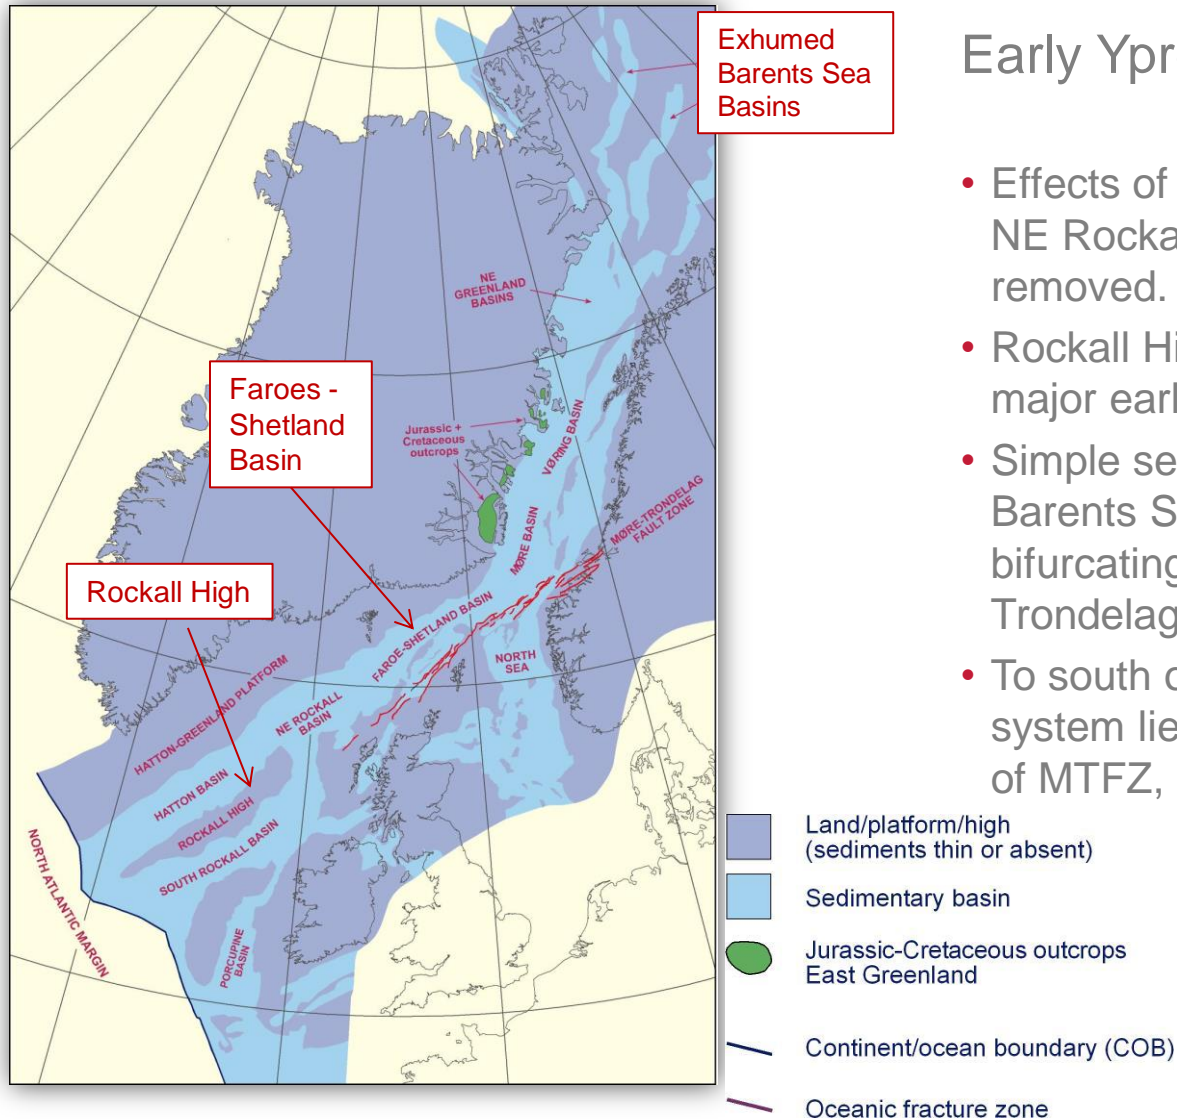 Exhumed
Barents Sea
Basins
Early Ypr
• Effects of
NE Rocka
removed.
• Rockall Hi
major earl
• Simple se
Barents S
bifurcating
Trondelag
• To south o
system lie
of MTFZ,
NE
GREENLAND
BASINS
Faroes -
Shetland
Basin
Jurassic +
Cretaceous
outcrops
VØRING BASIN
MØRE-TRONDELAG
FAULT ZONE
MØRE BASIN
Rockall High
FAROE-SHETLAND BASIN
NORTH
SEA
HATTON-GREENLAND PLATFORM
NE ROCKALL
BASIN
HATTON BASIN
ROCKALL HIGH
SOUTH ROCKALL BASIN
NORTH ATLANTIC MARGIN
PORCUPINE
BASIN
Land/platform/high
(sediments thin or absent)
Sedimentary basin
Jurassic-Cretaceous outcrops
East Greenland
Continent/ocean boundary (COB)
Oceanic fracture zone